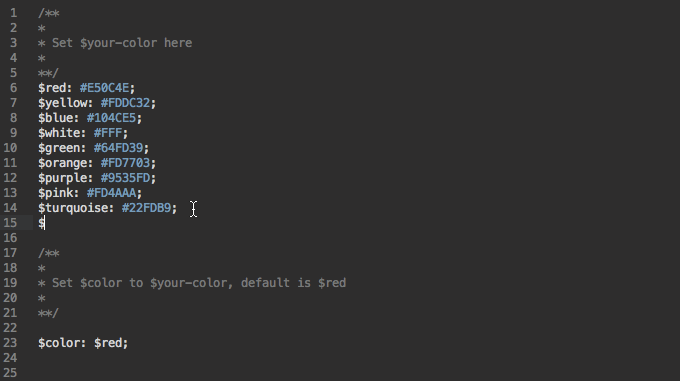 1 /**
2 *
3 * Set $your-color here
4 *
5 **/
6 $red: #E50C4E;
7 $yellow: #FDDC32;
8 $blue: #104CE5;
9 $white: #FFF;
10 $green: #64FD39;
11 $orange: #FD7703;
12 $purple: #9535FD;
13 $pink: #FD4AAA;
14 $turquoise: #22FDB9;
15 $
16
17 /**
18 *
19 * Set $color to $your-color, default is $red
20 *
21 **/
22
23 $color: $red;
24
25